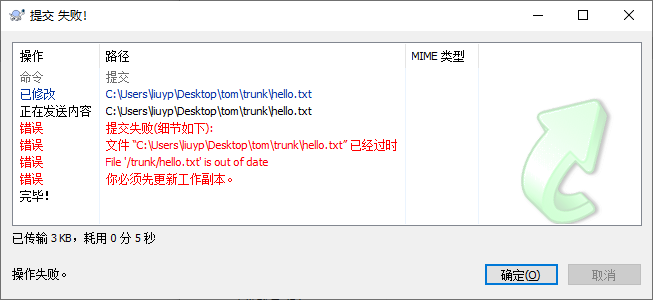 提交 失败!
操作 路径 MIME 类型
命令 提交
已修改 C:\Users\liuyp\Desktop\tom\trunk\hello.txt
正在发送内容 C:\Users\liuyp\Desktop\tom\trunk\hello.txt
错误 提交失败(细节如下):
错误 文件 “C:\Users\liuyp\Desktop\tom\trunk\hello.txt” 已经过时
错误 File '/trunk/hello.txt' is out of date
错误 你必须先更新工作副本。
完毕!
已传输 3 KB，耗用 0 分 5 秒
操作失败。 确定(O) 取消